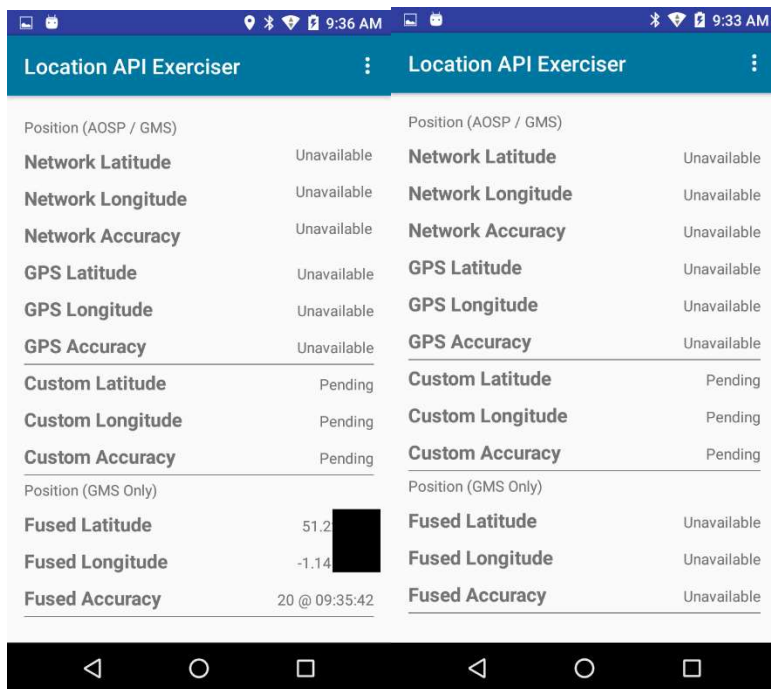 9:36 AM
Location API Exerciser
Position (AOSP / GMS)
Network Latitude Unavailable
Network Longitude Unavailable
Network Accuracy Unavailable
GPS Latitude Unavailable
GPS Longitude Unavailable
GPS Accuracy Unavailable
Custom Latitude Pending
Custom Longitude Pending
Custom Accuracy Pending
Position (GMS Only)
Fused Latitude 51.2
Fused Longitude -1.14
Fused Accuracy 20 @ 09:35:42
9:33 AM
Location API Exerciser
Position (AOSP / GMS)
Network Latitude Unavailable
Network Longitude Unavailable
Network Accuracy Unavailable
GPS Latitude Unavailable
GPS Longitude Unavailable
GPS Accuracy Unavailable
Custom Latitude Pending
Custom Longitude Pending
Custom Accuracy Pending
Position (GMS Only)
Fused Latitude Unavailable
Fused Longitude Unavailable
Fused Accuracy Unavailable